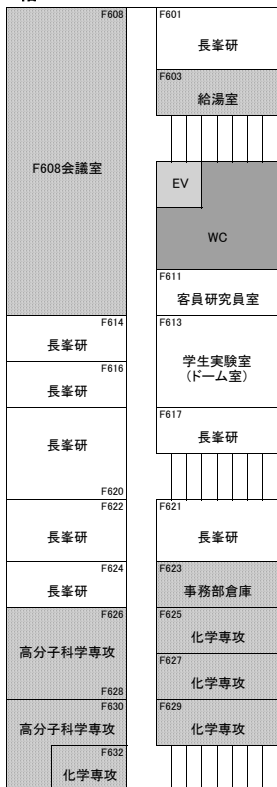 F608
F608会議室
F614
長峯研
F616
長峯研
長峯研
F620
F622
長峯研
F624
長峯研
F626
高分子科学専攻
F628
F630
高分子科学専攻
F632
化学専攻
F601
長峯研
F603
給湯室
EV
WC
F611
客員研究員室
F613
学生実験室
(ドーム室)
F617
長峯研
F621
長峯研
F623
事務部倉庫
F625
化学専攻
F627
化学専攻
F629
化学専攻